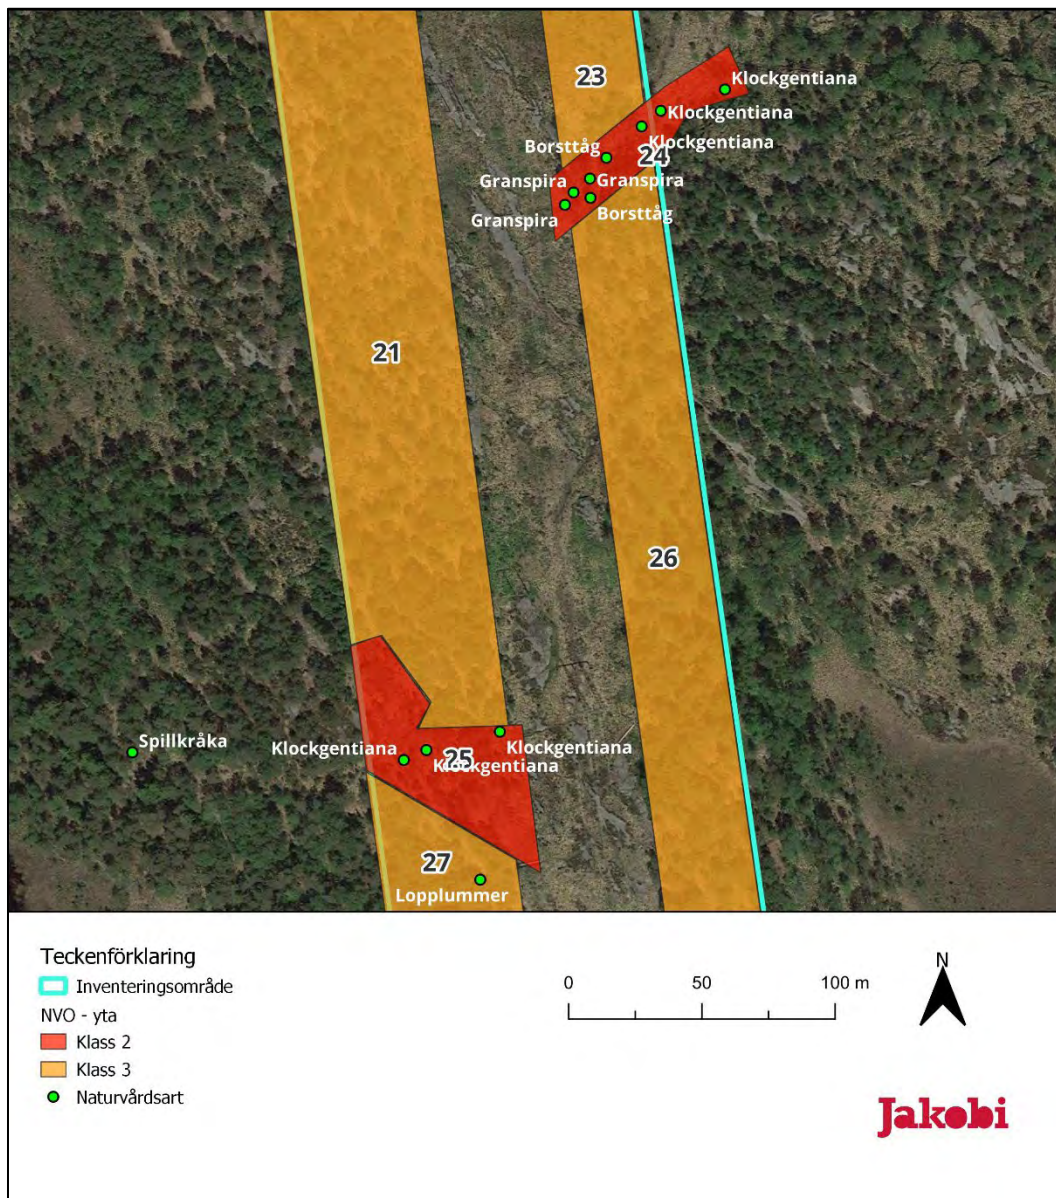 23
Klockgentiana
Klockgentiana
Klockgentiana
Borsttåg
24
Granspira
Granspira
Granspira
Borsttåg
21
26
Spillkråka
Klockgentiana
Klockgentiana
25
Klockgentiana
27
Lopplummer
Teckenförklaring
Inventeringsområde
NVO - yta
Klass 2
Klass 3
Naturvårdsart
0 50 100 m
N
Jakobi